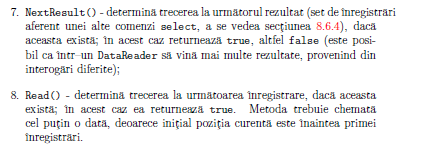 7. NextResult() - determină trecerea la următorul rezultat (set de înregistrări
aferent unei alte comenzi select, a se vedea secţiunea 8.6.4), dacă
aceasta există; în acest caz returnează true, altfel false (este posi-
bil ca într–un DataReader să vină mai multe rezultate, provenind din
interogări diferite);
8. Read() - determină trecerea la următoarea înregistrare, dacă aceasta
există; în acest caz ea returnează true. Metoda trebuie chemată
cel puţin o dată, deoarece iniţial poziţia curentă este înaintea primei
înregistrări.